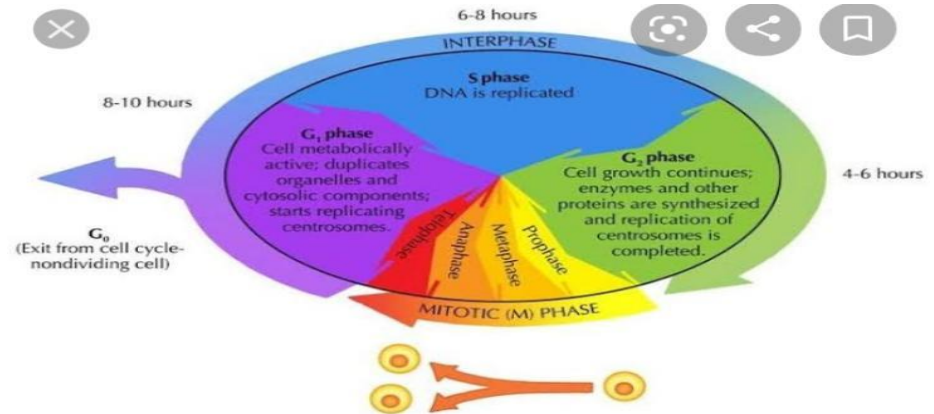 6-8 hours
INTERPHASE
S phase
DNA is replicated
8-10 hours
G₁ phase
Cell metabolically
active; duplicates
organelles and
cytosolic components;
starts replicating
centrosomes.
G₂ phase
Cell growth continues;
enzymes and other
proteins are synthesized
and replication of
centrosomes is
completed.
4-6 hours
G₀
(Exit from cell cycle-
nondividing cell)
Telophase
Anaphase
Metaphase
Prophase
MITOTIC (M) PHASE